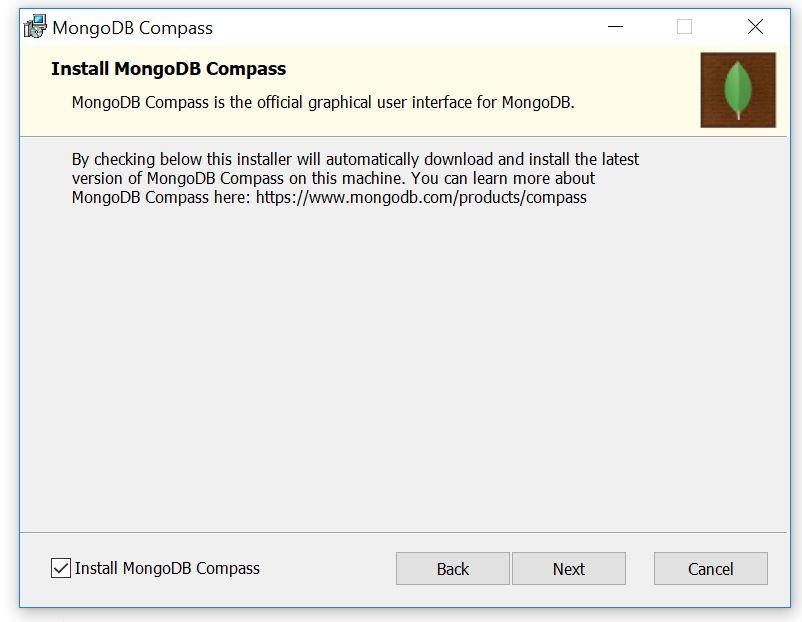 MongoDB Compass
Install MongoDB Compass
MongoDB Compass is the official graphical user interface for MongoDB.
By checking below this installer will automatically download and install the latest
version of MongoDB Compass on this machine. You can learn more about
MongoDB Compass here: https://www.mongodb.com/products/compass
Install MongoDB Compass
Back
Next
Cancel